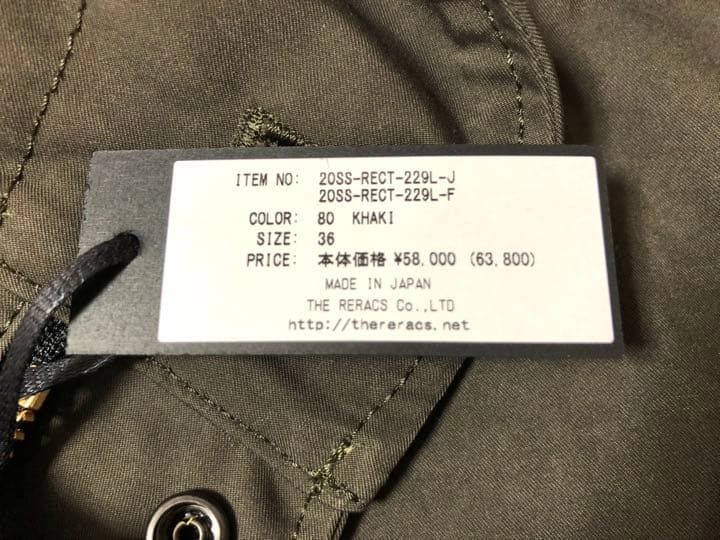 ITEM NO: 20SS-RECT-229L-J
20SS-RECT-229L-F
COLOR: 80 KHAKI
SIZE: 36
PRICE: 本体価格 ¥58,000 (63,800)
MADE IN JAPAN
THE RERACS Co.,LTD
http://thereracs.net